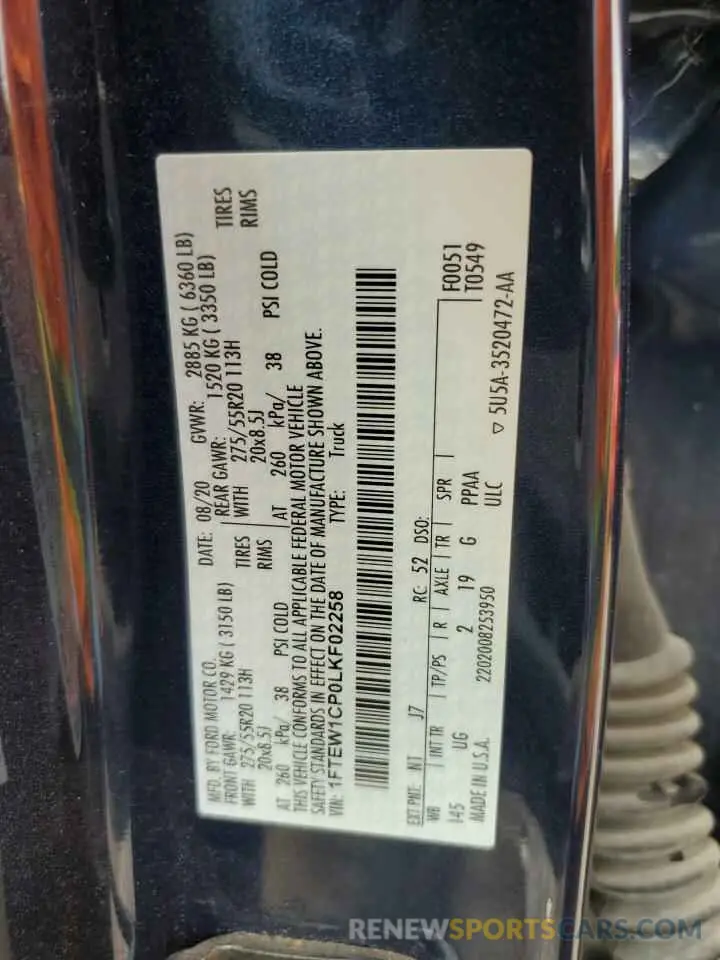 MFD. BY FORD MOTOR CO.
DATE: 08/20 GVWR: 2885 KG ( 6360 LB)
FRONT GAWR: 1429 KG ( 3150 LB) REAR GAWR: 1520 KG ( 3350 LB)
WITH 275/55R20 113H TIRES WITH 275/55R20 113H TIRES
20x8.5J RIMS 20x8.5J RIMS
AT 260 kPa/ 38 PSI COLD AT 260 kPa/ 38 PSI COLD
THIS VEHICLE CONFORMS TO ALL APPLICABLE FEDERAL MOTOR VEHICLE
SAFETY STANDARDS IN EFFECT ON THE DATE OF MANUFACTURE SHOWN ABOVE.
VIN: 1FTEW1CP0LKF02258 TYPE: Truck
F0051
T0549
EXT PNT: N1 J7 RC: 52 DSO:
WB INT TR TP/PS R AXLE TR SPR
145 UG 2 19 G PPAA
ULC
MADE IN U.S.A. 2202008253950
▽ 5U5A-3520472-AA
RENEWSPORTSCARS.COM